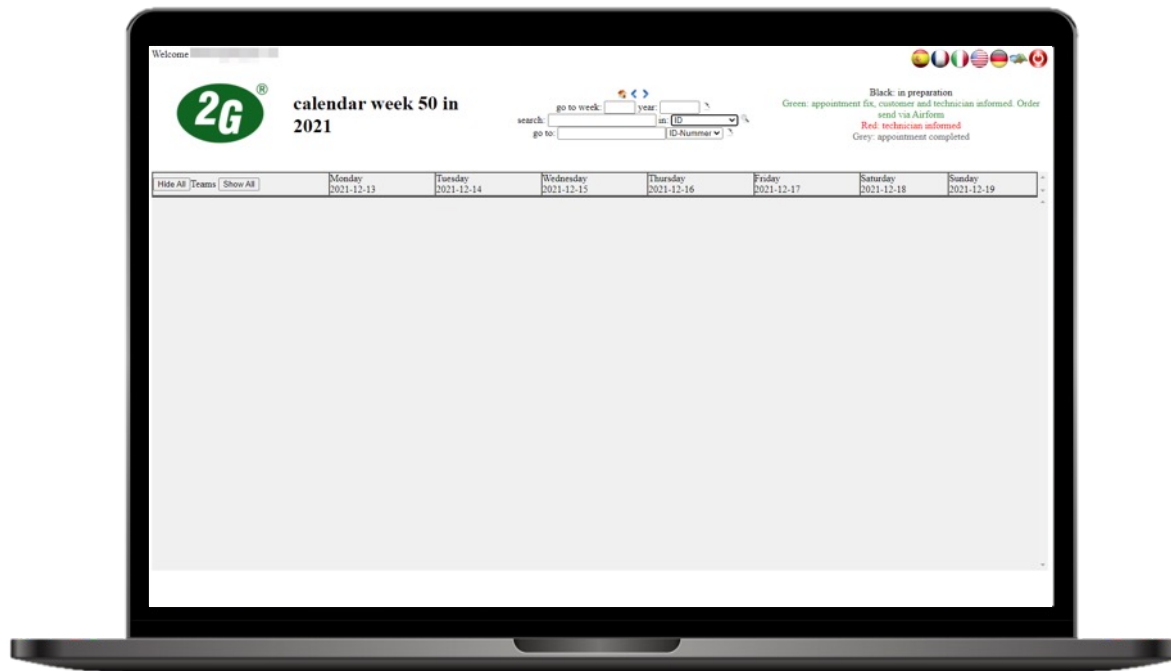 Welcome
2G®
calendar week 50 in
2021
go to week: year:
search: in: ID
go to: ID-Nummer
Black: in preparation
Green: appointment fix, customer and technician informed. Order
send via Airform
Red: technician informed
Grey: appointment completed
Hide All Teams Show All
Monday
2021-12-13
Tuesday
2021-12-14
Wednesday
2021-12-15
Thursday
2021-12-16
Friday
2021-12-17
Saturday
2021-12-18
Sunday
2021-12-19